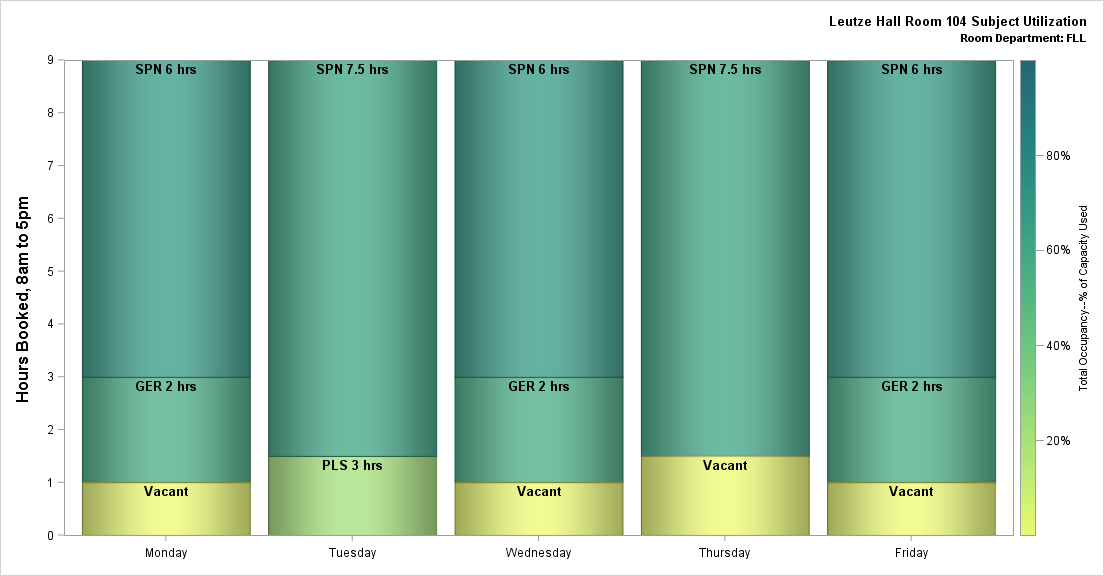 Leutze Hall Room 104 Subject Utilization
Room Department: FLL
Hours Booked, 8am to 5pm
9
8
7
6
5
4
3
2
1
0
SPN 6 hrs
GER 2 hrs
Vacant
SPN 7.5 hrs
PLS 3 hrs
SPN 6 hrs
GER 2 hrs
Vacant
SPN 7.5 hrs
Vacant
SPN 6 hrs
GER 2 hrs
Vacant
Monday
Tuesday
Wednesday
Thursday
Friday
80%
60%
40%
20%
Total Occupancy--% of Capacity Used